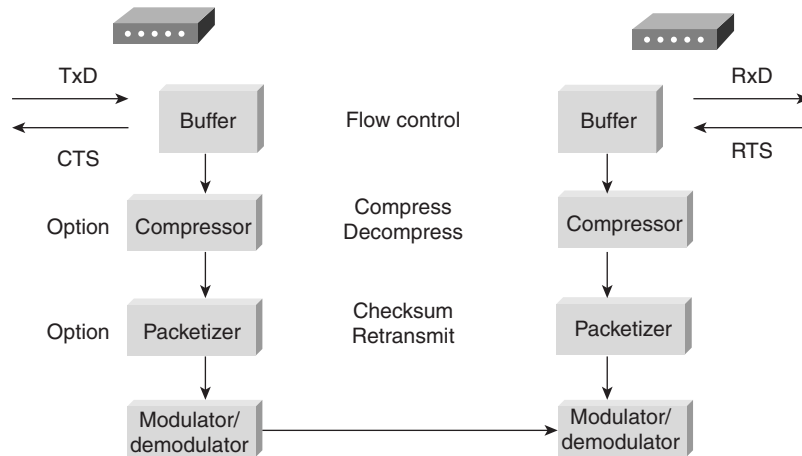 TxD
RxD
Buffer
Flow control
Buffer
CTS
RTS
Option
Compressor
Compress
Decompress
Compressor
Option
Packetizer
Checksum
Retransmit
Packetizer
Modulator/
demodulator
Modulator/
demodulator